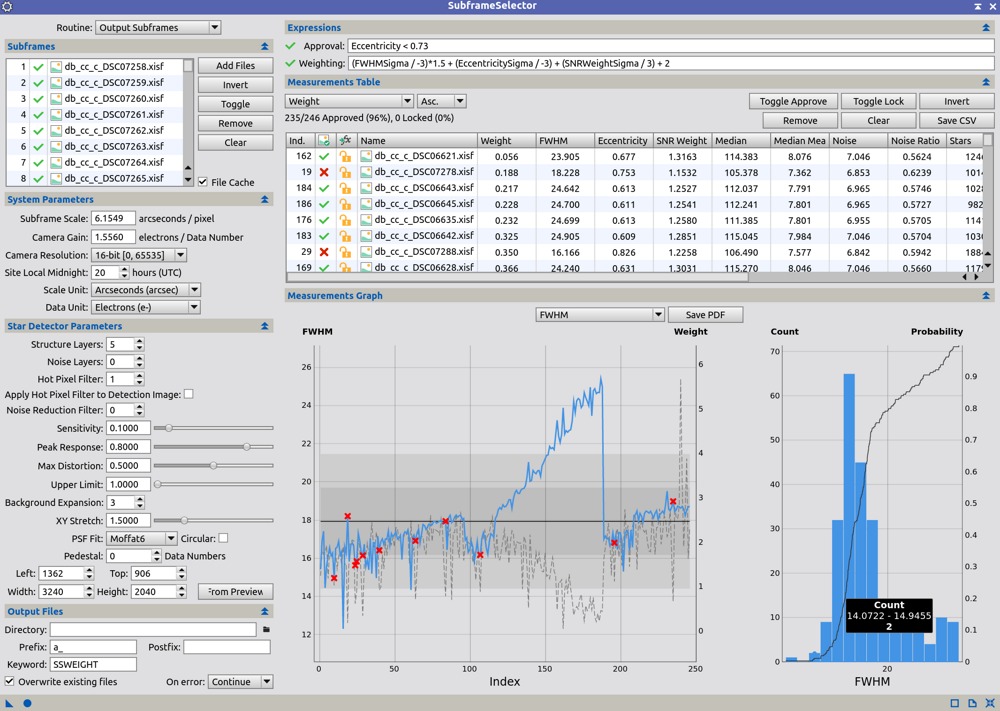 SubframeSelector
Routine: Output Subframes
Subframes
1 db_cc_c_DSC07258.xisf
2 db_cc_c_DSC07259.xisf
3 db_cc_c_DSC07260.xisf
4 db_cc_c_DSC07261.xisf
5 db_cc_c_DSC07262.xisf
6 db_cc_c_DSC07263.xisf
7 db_cc_c_DSC07264.xisf
8 db_cc_c_DSC07265.xisf
Add Files
Invert
Toggle
Remove
Clear
File Cache
System Parameters
Subframe Scale: 6.1549 arcseconds / pixel
Camera Gain: 1.5560 electrons / Data Number
Camera Resolution: 16-bit [0, 65535]
Site Local Midnight: 20 hours (UTC)
Scale Unit: Arcseconds (arcsec)
Data Unit: Electrons (e-)
Star Detector Parameters
Structure Layers: 5
Noise Layers: 0
Hot Pixel Filter: 1
Apply Hot Pixel Filter to Detection Image:
Noise Reduction Filter: 0
Sensitivity: 0.1000
Peak Response: 0.8000
Max Distortion: 0.5000
Upper Limit: 1.0000
Background Expansion: 3
XY Stretch: 1.5000
PSF Fit: Moffat6 Circular:
Pedestal: 0 Data Numbers
Left: 1362 Top: 906
Width: 3240 Height: 2040 From Preview
Output Files
Directory:
Prefix: a_ Postfix:
Keyword: SSWEIGHT
Overwrite existing files On error: Continue
Expressions
Approval: Eccentricity < 0.73
Weighting: (FWHMSigma / -3)*1.5 + (EccentricitySigma / -3) + (SNRWeightSigma / 3) + 2
Measurements Table
Weight Asc. Toggle Approve Toggle Lock Invert
235/246 Approved (96%), 0 Locked (0%)
Remove Clear Save CSV
Ind. Name Weight FWHM Eccentricity SNR Weight Median Median Mea Noise Noise Ratio Stars
162 db_cc_c_DSC06621.xisf 0.056 23.905 0.677 1.3163 114.383 8.076 7.046 0.5624 124
19 db_cc_c_DSC07278.xisf 0.188 18.228 0.753 1.1532 105.378 7.362 6.853 0.6239 101
184 db_cc_c_DSC06643.xisf 0.217 24.642 0.613 1.2527 112.037 7.791 6.965 0.5746 102
186 db_cc_c_DSC06645.xisf 0.228 24.700 0.611 1.2541 112.241 7.801 6.965 0.5727 982
176 db_cc_c_DSC06635.xisf 0.232 24.699 0.613 1.2580 111.385 7.801 6.955 0.5705 114
183 db_cc_c_DSC06642.xisf 0.325 24.905 0.609 1.2851 115.045 7.984 7.046 0.5704 103
29 db_cc_c_DSC07288.xisf 0.350 16.166 0.826 1.2258 106.490 7.577 6.842 0.5942 188
169 db_cc_c_DSC06628.xisf 0.366 24.240 0.631 1.3031 115.270 8.046 7.046 0.5660 117
Measurements Graph
FWHM Save PDF
FWHM Weight
26
24
22
20
18
16
14
12
6
5
4
3
2
1
0
0 50 100 150 200 250
Index
Count Probability
70
60
50
40
30
20
10
0
0.9
0.8
0.7
0.6
0.5
0.4
0.3
0.2
0.1
0
Count
14.0722 - 14.9455
2
20
FWHM